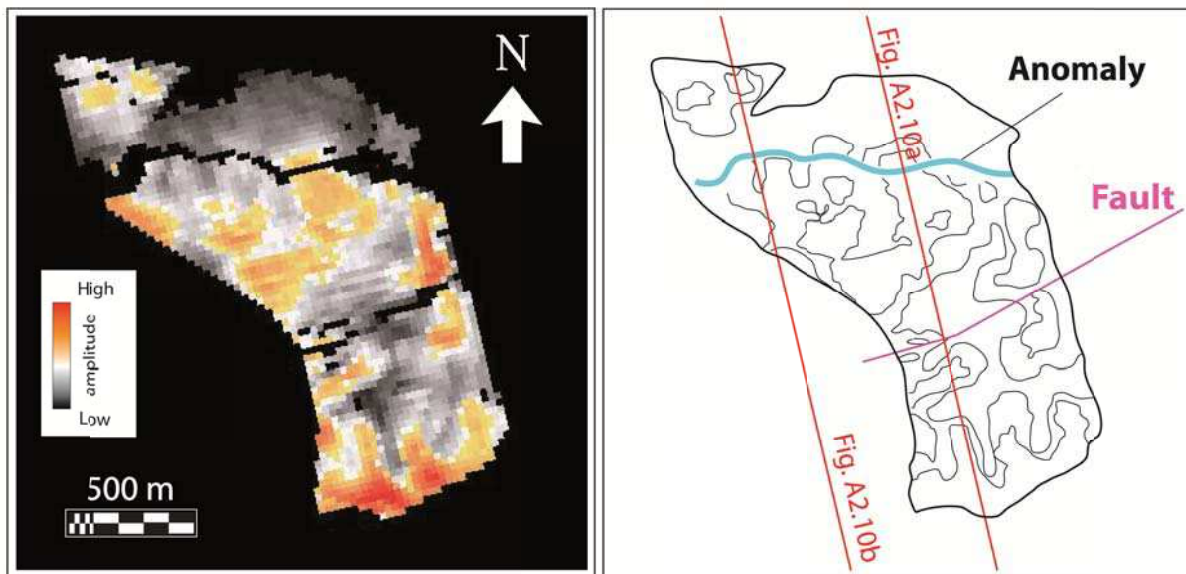 N
High
amplitude
Low
500 m
Fig. A2.10a
Anomaly
Fault
Fig. A2.10b